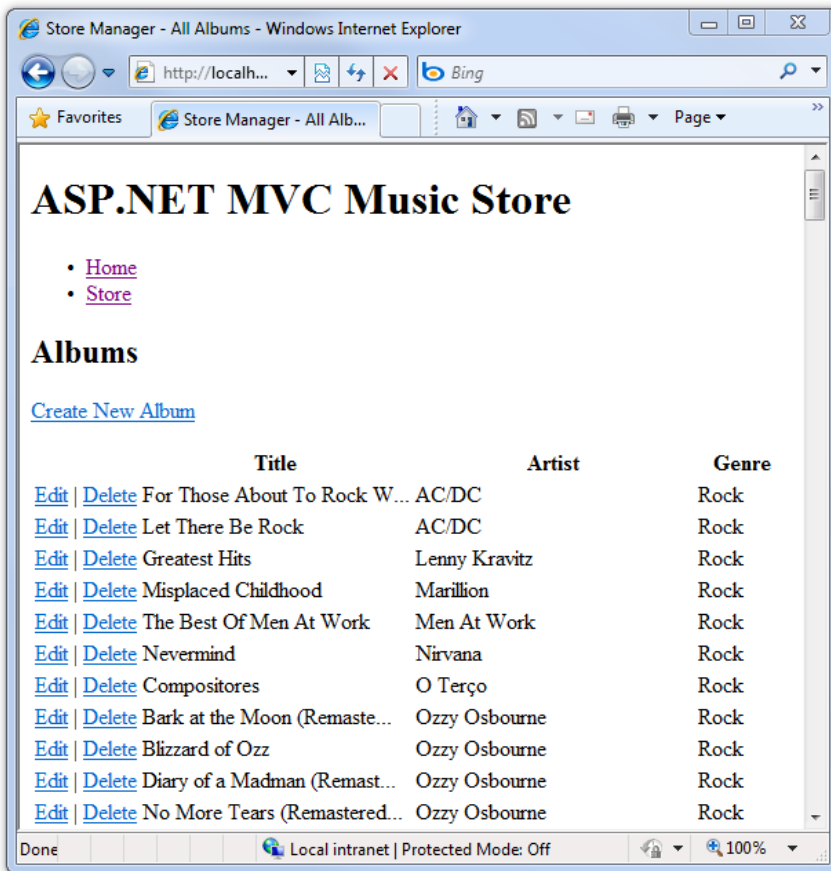 Store Manager - All Albums - Windows Internet Explorer
http://localh...
Bing
Favorites
Store Manager - All Alb...
Page
»
ASP.NET MVC Music Store
• Home
• Store
Albums
Create New Album
Title Artist Genre
Edit | Delete For Those About To Rock W... AC/DC Rock
Edit | Delete Let There Be Rock AC/DC Rock
Edit | Delete Greatest Hits Lenny Kravitz Rock
Edit | Delete Misplaced Childhood Marillion Rock
Edit | Delete The Best Of Men At Work Men At Work Rock
Edit | Delete Nevermind Nirvana Rock
Edit | Delete Compositores O Terço Rock
Edit | Delete Bark at the Moon (Remaste... Ozzy Osbourne Rock
Edit | Delete Blizzard of Ozz Ozzy Osbourne Rock
Edit | Delete Diary of a Madman (Remast... Ozzy Osbourne Rock
Edit | Delete No More Tears (Remastered... Ozzy Osbourne Rock
Done Local intranet | Protected Mode: Off 100%